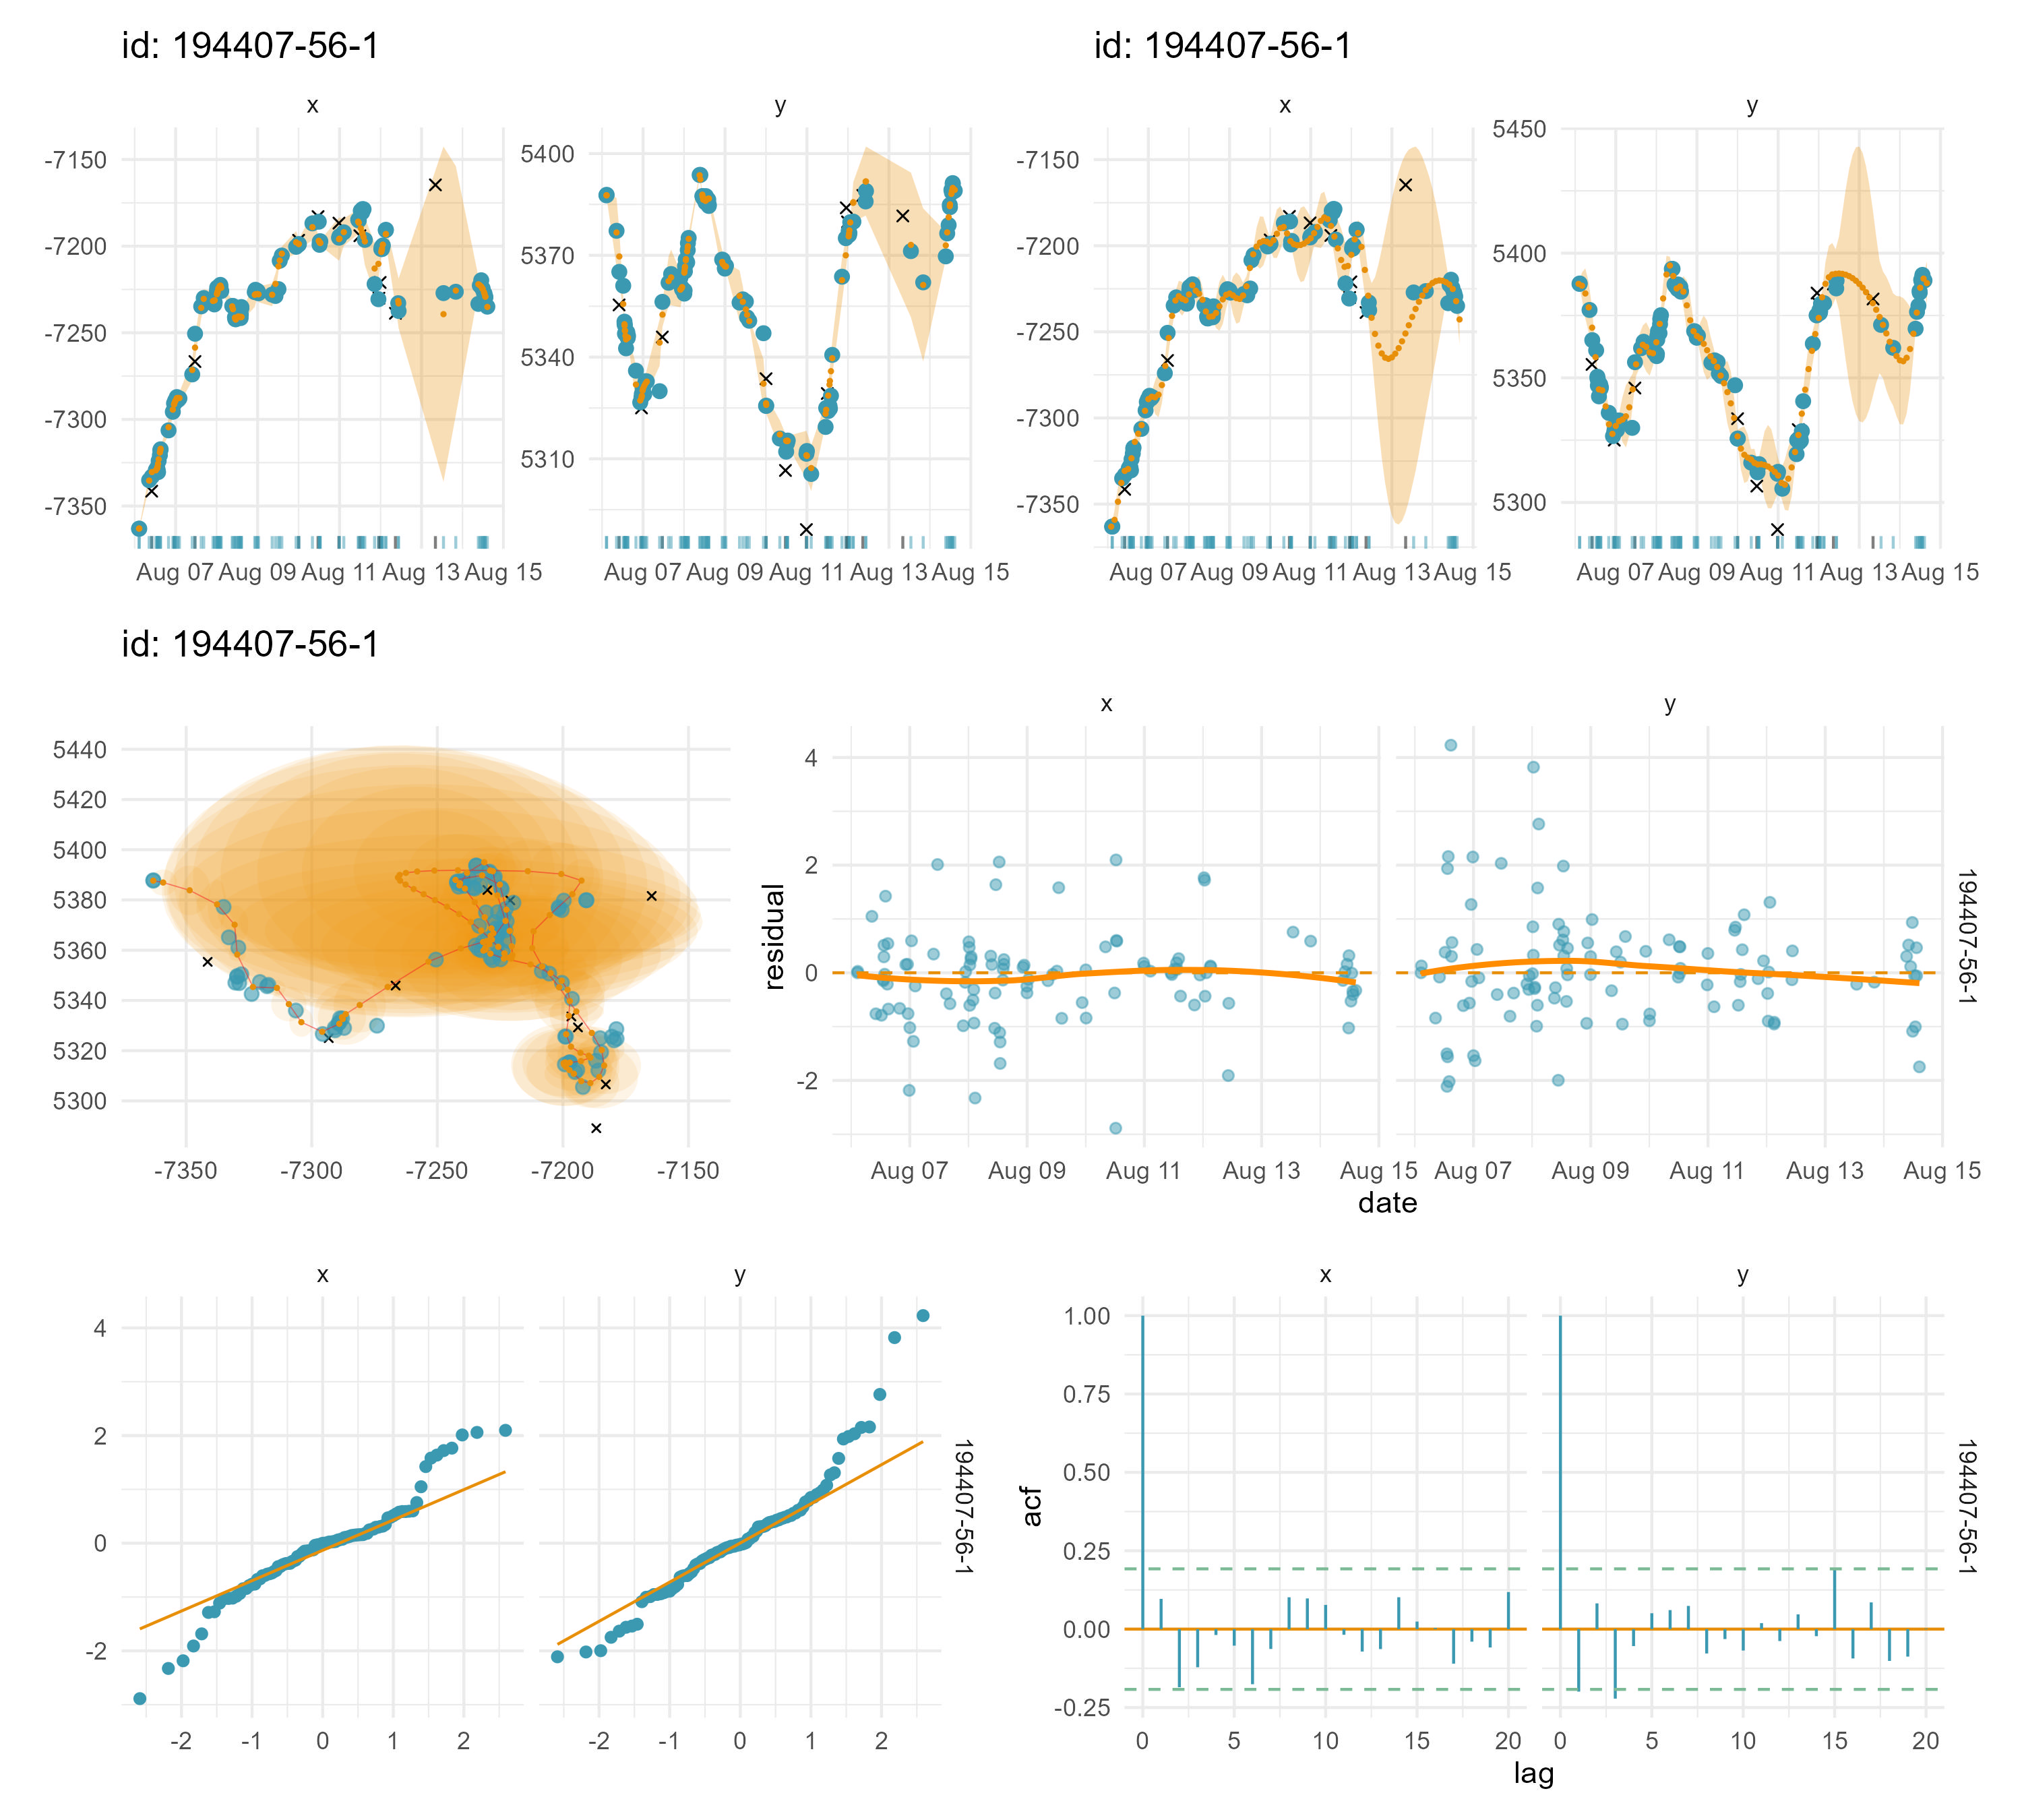 id: 194407-56-1
id: 194407-56-1
x
y
x
y
-7150
-7200
-7250
-7300
-7350
5400
5370
5340
5310
-7150
-7200
-7250
-7300
-7350
5450
5400
5350
5300
Aug 07 Aug 09 Aug 11 Aug 13 Aug 15
Aug 07 Aug 09 Aug 11 Aug 13 Aug 15
Aug 07 Aug 09 Aug 11 Aug 13 Aug 15
Aug 07 Aug 09 Aug 11 Aug 13 Aug 15
id: 194407-56-1
5440
5420
5400
5380
5360
5340
5320
5300
-7350 -7300 -7250 -7200 -7150
x
y
residual
4
2
0
-2
194407-56-1
Aug 07 Aug 09 Aug 11 Aug 13 Aug 15
Aug 07 Aug 09 Aug 11 Aug 13 Aug 15
date
x
y
4
2
0
-2
194407-56-1
-2 -1 0 1 2
-2 -1 0 1 2
x
y
acf
1.00
0.75
0.50
0.25
0.00
-0.25
194407-56-1
0 5 10 15 20
0 5 10 15 20
lag